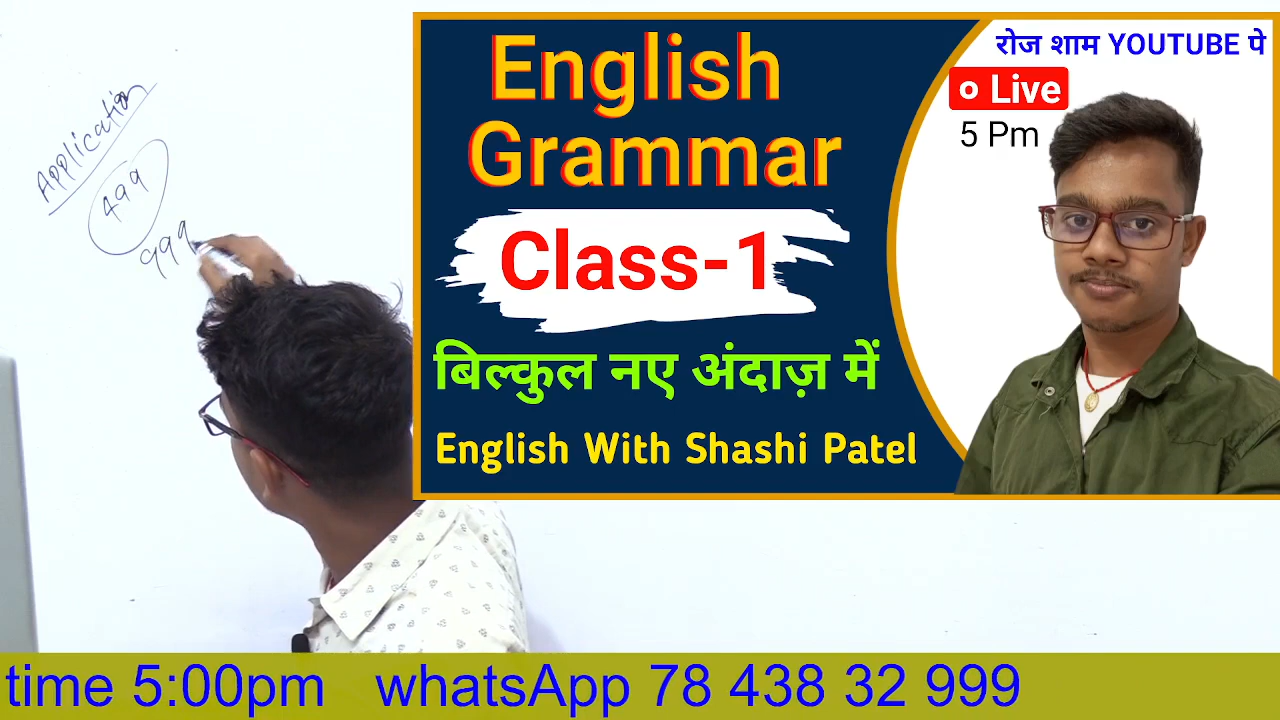 Application
499
999
English
Grammar
Class-1
बिल्कुल नए अंदाज़ में
English With Shashi Patel
रोज शाम YOUTUBE पे
Live
5 Pm
time 5:00pm whatsApp 78 438 32 999